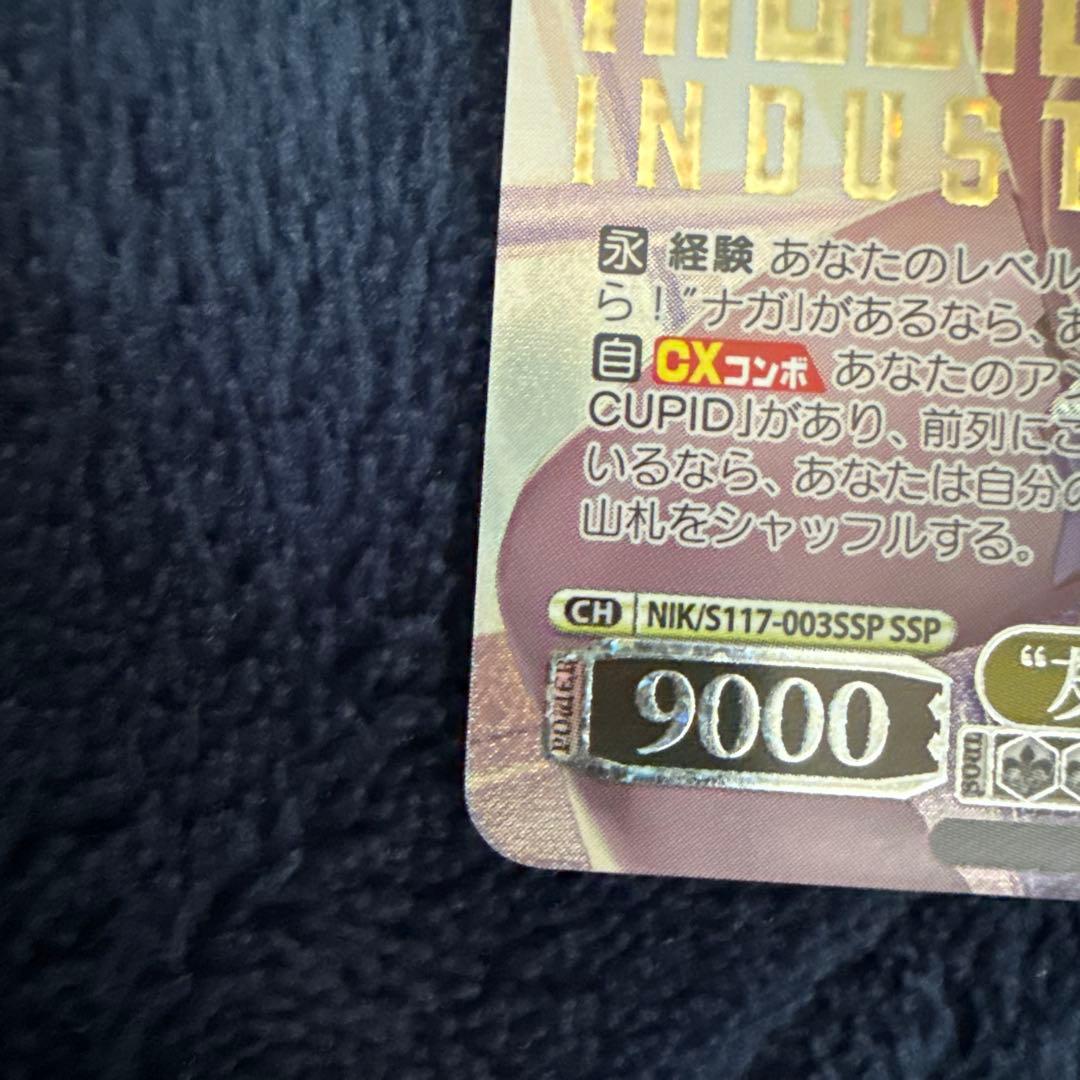 INDUST
永 経験 あなたのレベル
ら！"ナガ」があるなら、あ
自 CXコンボ あなたのアン
CUPID」があり、前列にこ
いるなら、あなたは自分の
山札をシャッフルする。
CH NIK/S117-003SSP SSP
POWER 9000
SOUL